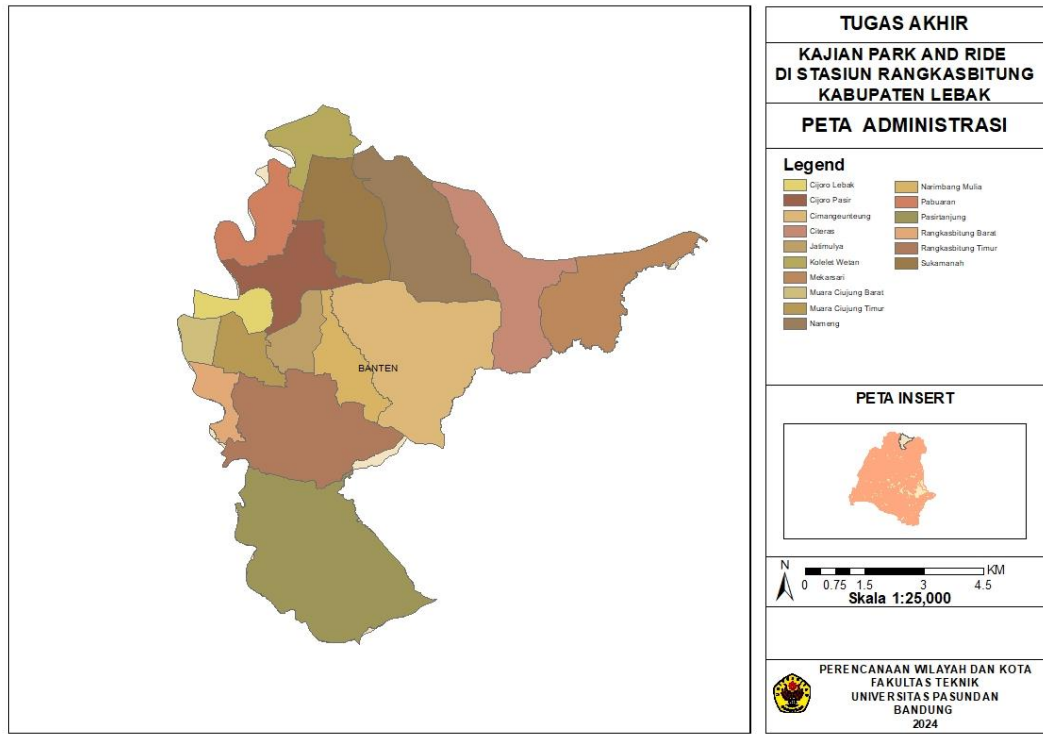 BANTEN
TUGAS AKHIR
KAJIAN PARK AND RIDE
DI STASIUN RANGKASBITUNG
KABUPATEN LEBAK
PETA ADMINISTRASI
Legend
Cijoro Lebak
Cijoro Pasir
Cimangeunteung
Citeras
Jatimulya
Kolelet Wetan
Mekarsari
Muara Ciujung Barat
Muara Ciujung Timur
Nameng
Narimbang Mulia
Pabuaran
Pasirtanjung
Rangkasbitung Barat
Rangkasbitung Timur
Sukamanah
PETA INSERT
N
KM
0 0.75 1.5 3 4.5
Skala 1:25,000
PERENCANAAN WILAYAH DAN KOTA
FAKULTAS TEKNIK
UNIVERSITAS PASUNDAN
BANDUNG
2024